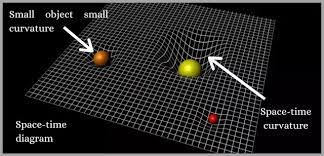 Small object small
curvature
Space-time
curvature
Space-time
diagram